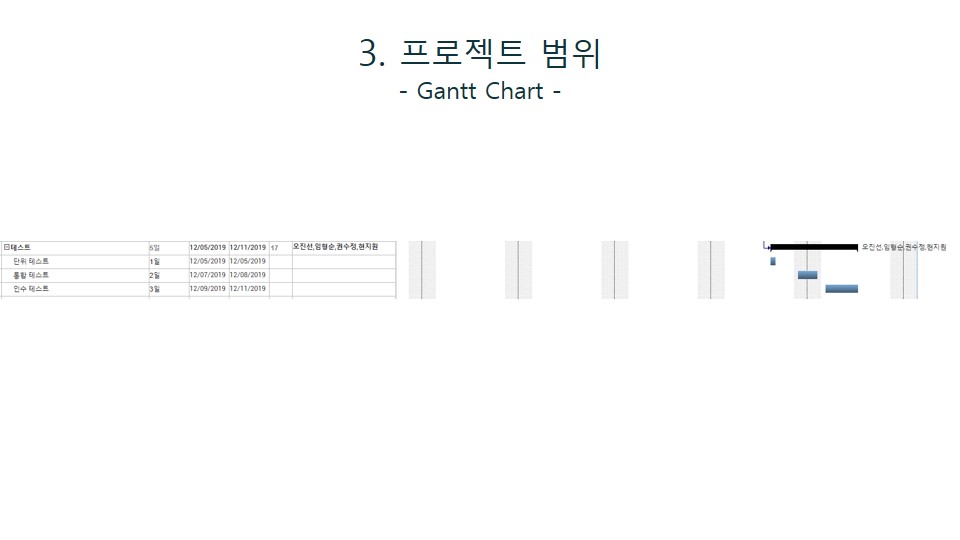 3. 프로젝트 범위
- Gantt Chart -
테스트 5일 12/05/2019 12/11/2019 17 오진선,임형순,권수정,현지원 오진선,임형순,권수정,현지원
단위 테스트 1일 12/05/2019 12/05/2019
통합 테스트 2일 12/07/2019 12/08/2019
인수 테스트 3일 12/09/2019 12/11/2019